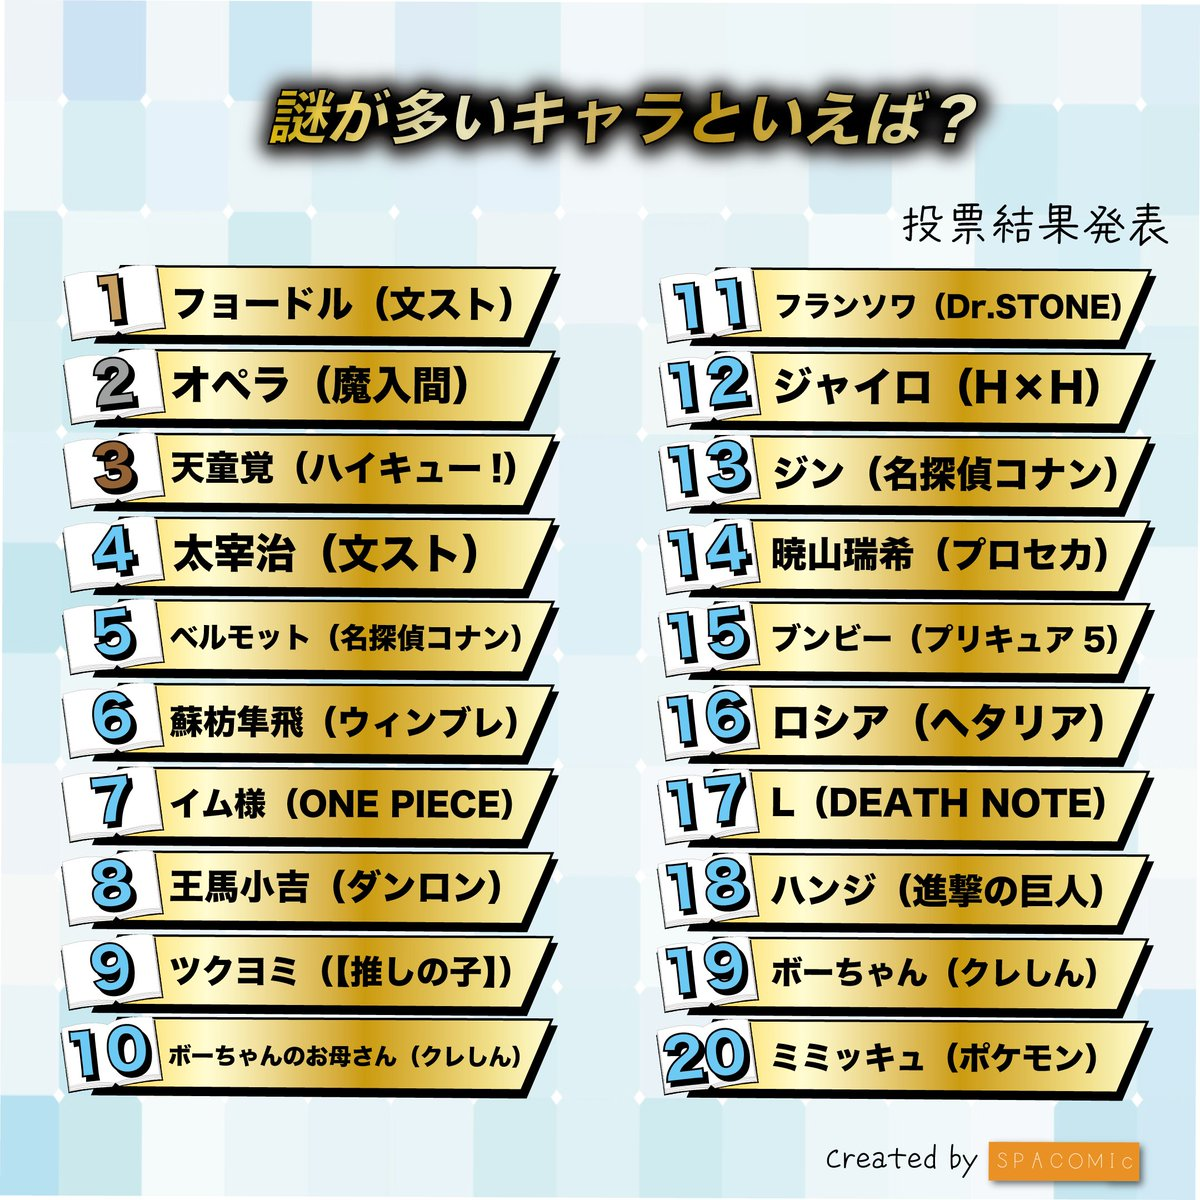 謎が多いキャラといえば？
投票結果発表
1 フョードル（文スト）
2 オペラ（魔入間）
3 天童覚（ハイキュー!）
4 太宰治（文スト）
5 ベルモット（名探偵コナン）
6 蘇枋隼飛（ウィンブレ）
7 イム様（ONE PIECE）
8 王馬小吉（ダンロン）
9 ツクヨミ（【推しの子】）
10 ボーちゃんのお母さん（クレしん）
11 フランソワ（Dr.STONE）
12 ジャイロ（H×H）
13 ジン（名探偵コナン）
14 暁山瑞希（プロセカ）
15 ブンビー（プリキュア5）
16 ロシア（ヘタリア）
17 L（DEATH NOTE）
18 ハンジ（進撃の巨人）
19 ボーちゃん（クレしん）
20 ミミッキュ（ポケモン）
created by SPACOMIc